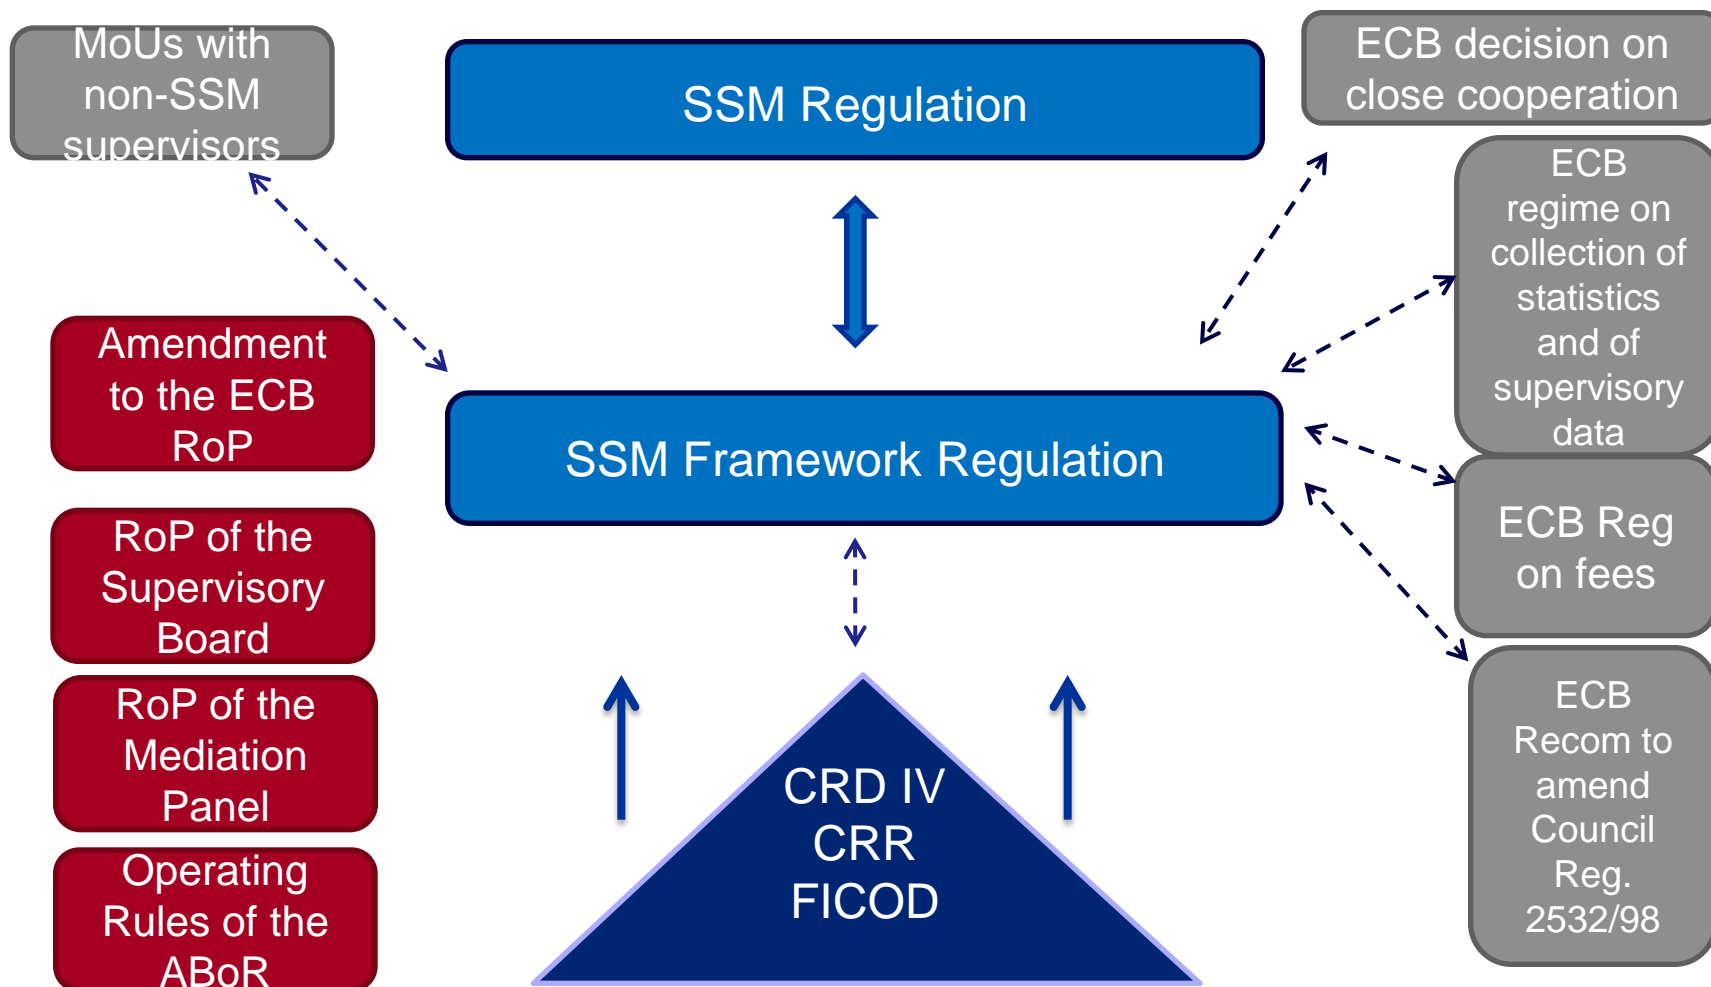 MoUs with
non-SSM
supervisors
SSM Regulation
ECB decision on
close cooperation
ECB
regime on
collection of
statistics
and of
supervisory
data
Amendment
to the ECB
RoP
SSM Framework Regulation
ECB Reg
on fees
RoP of the
Supervisory
Board
RoP of the
Mediation
Panel
CRD IV
CRR
FICOD
ECB
Recom to
amend
Council
Reg.
2532/98
Operating
Rules of the
ABoR